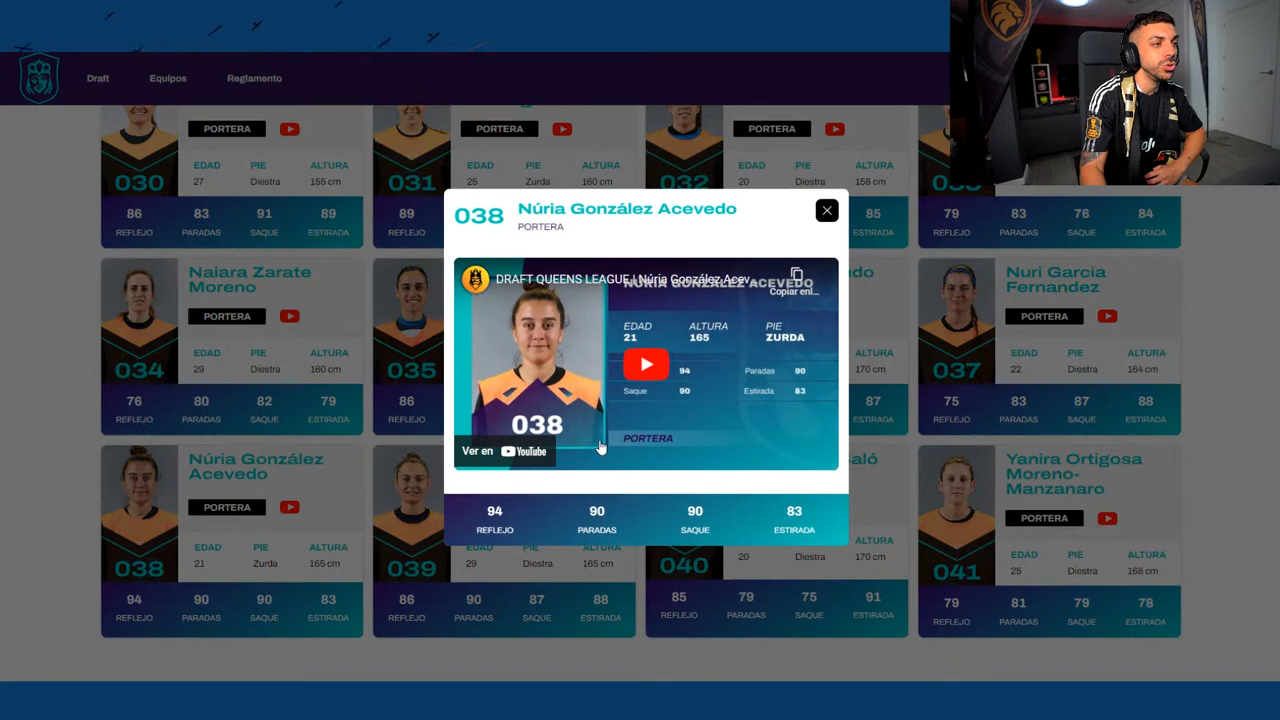 Draft
Equipos
Reglamento
PORTERA
PORTERA
PORTERA
EDAD PIE ALTURA
27 Diestra 155 cm
030
86 83 91 89
REFLEJO PARADAS SAQUE ESTIRADA
EDAD PIE ALTURA
25 Zurda 160 cm
031
89
REFLEJO
EDAD PIE ALTURA
20 Diestra 158 cm
032
85
ESTIRADA
79 83 76 84
REFLEJO PARADAS SAQUE ESTIRADA
038
Núria González Acevedo
PORTERA
DRAFT QUEENS LEAGUE | Núria González Acev...
NÚRIA GONZÁLEZ ACEVEDO
Copiar enl...
EDAD ALTURA PIE
21 165 ZURDA
94 Paradas 90
Saque 90 Estirada 83
038
PORTERA
Ver en YouTube
94 90 90 83
REFLEJO PARADAS SAQUE ESTIRADA
Naiara Zarate
Moreno
PORTERA
EDAD PIE ALTURA
29 Diestra 160 cm
034
76 80 82 79
REFLEJO PARADAS SAQUE ESTIRADA
035
86
REFLEJO
ALTURA
170 cm
87
ESTIRADA
Nuri Garcia
Fernandez
PORTERA
EDAD PIE ALTURA
22 Diestra 164 cm
037
75 83 87 88
REFLEJO PARADAS SAQUE ESTIRADA
Núria González
Acevedo
PORTERA
EDAD PIE ALTURA
21 Zurda 165 cm
038
94 90 90 83
REFLEJO PARADAS SAQUE ESTIRADA
EDAD PIE ALTURA
29 Diestra 165 cm
039
86 90 87 88
REFLEJO PARADAS SAQUE ESTIRADA
20 Diestra 170 cm
040
85 79 75 91
REFLEJO PARADAS SAQUE ESTIRADA
Yanira Ortigosa
Moreno-
Manzanaro
PORTERA
EDAD PIE ALTURA
25 Diestra 168 cm
041
79 81 79 78
REFLEJO PARADAS SAQUE ESTIRADA